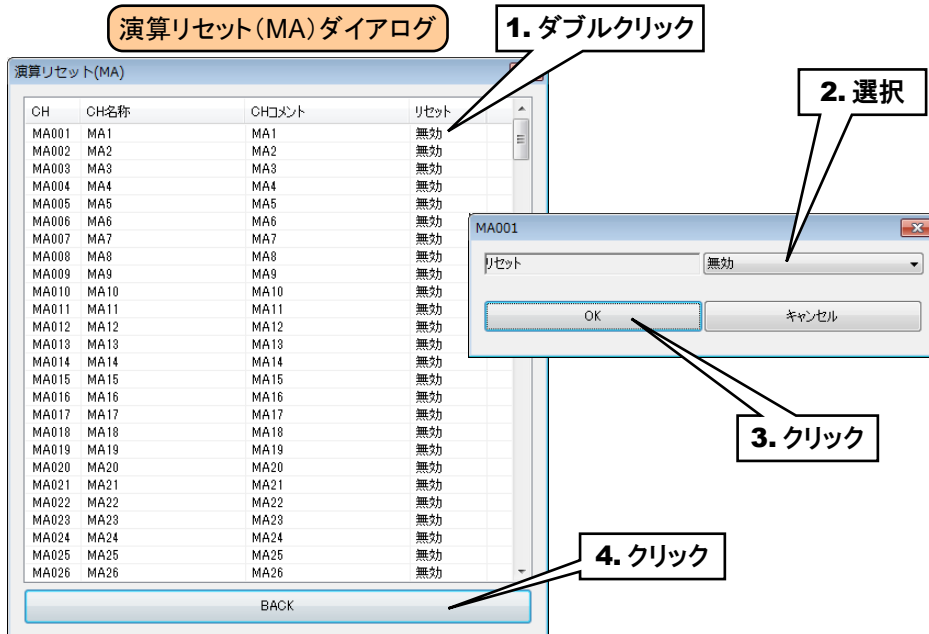 演算リセット(MA)ダイアログ
1. ダブルクリック
演算リセット(MA)
2. 選択
CH CH名称 CHコメント リセット
MA001 MA1 MA1 無効
MA002 MA2 MA2 無効
MA003 MA3 MA3 無効
MA004 MA4 MA4 無効
MA005 MA5 MA5 無効
MA006 MA6 MA6 無効
MA007 MA7 MA7 無効
MA008 MA8 MA8 無効
MA009 MA9 MA9 無効
MA010 MA10 MA10 無効
MA011 MA11 MA11 無効
MA012 MA12 MA12 無効
MA013 MA13 MA13 無効
MA014 MA14 MA14 無効
MA015 MA15 MA15 無効
MA016 MA16 MA16 無効
MA017 MA17 MA17 無効
MA018 MA18 MA18 無効
MA019 MA19 MA19 無効
MA020 MA20 MA20 無効
MA021 MA21 MA21 無効
MA022 MA22 MA22 無効
MA023 MA23 MA23 無効
MA024 MA24 MA24 無効
MA025 MA25 MA25 無効
MA026 MA26 MA26 無効
BACK
MA001
リセット 無効
OK キャンセル
3. クリック
4. クリック